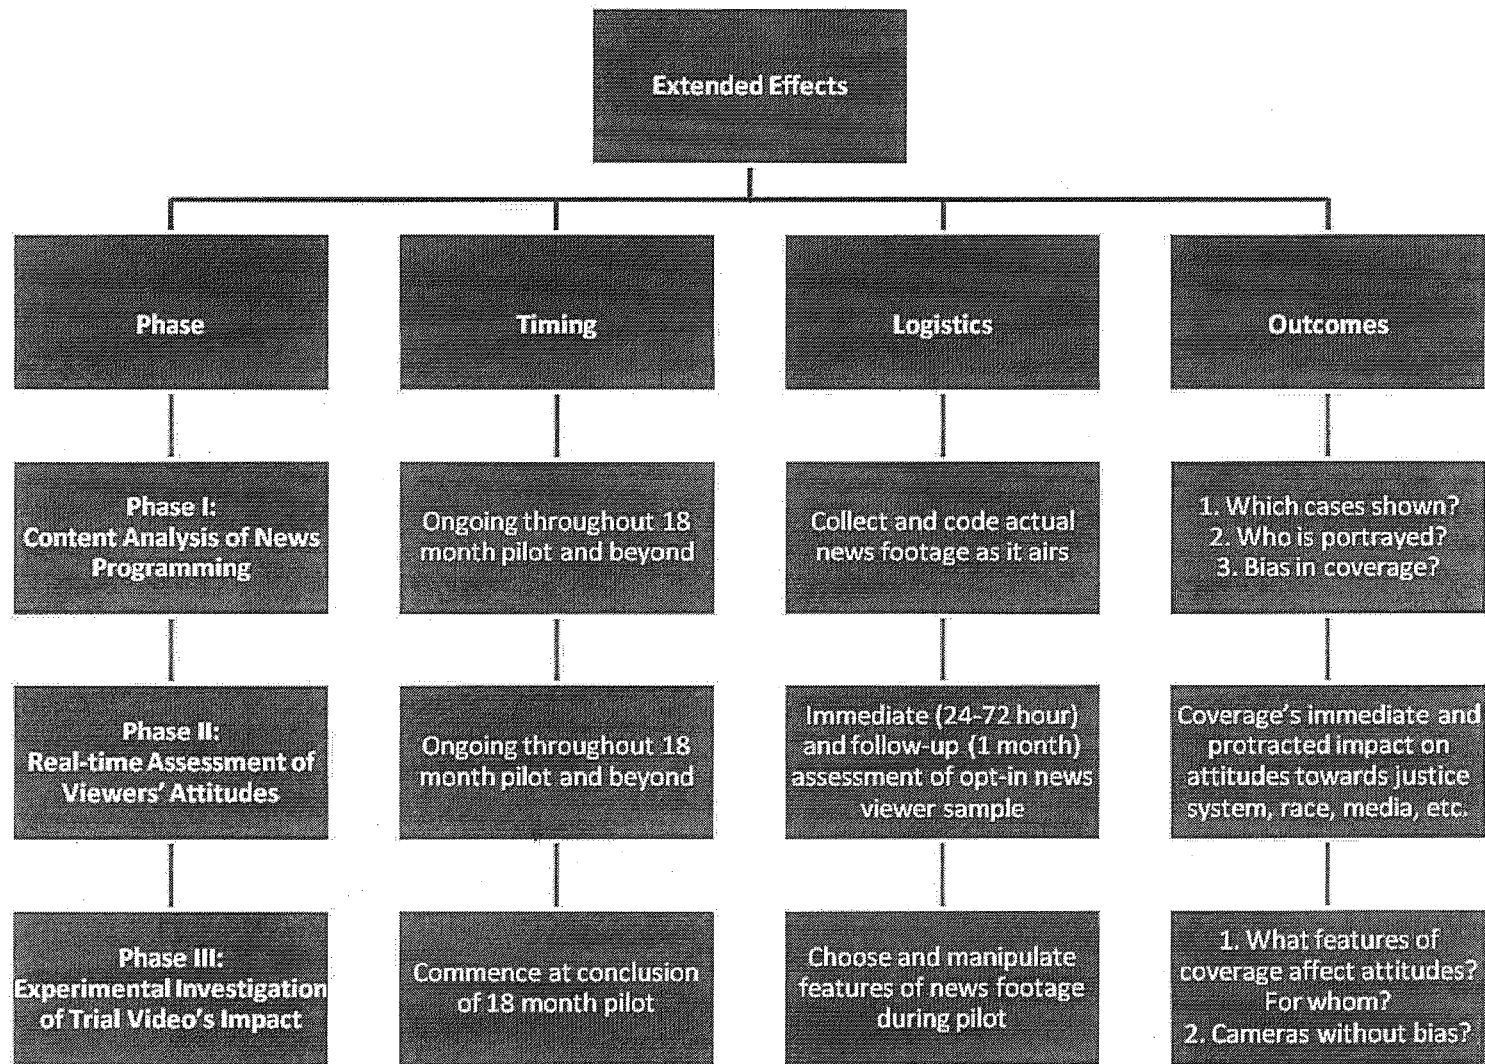 Extended Effects
Phase
Timing
Logistics
Outcomes
Phase I:
Content Analysis of News
Programming
Ongoing throughout 18
month pilot and beyond
Collect and code actual
news footage as it airs
1. Which cases shown?
2. Who is portrayed?
3. Bias in coverage?
Phase II:
Real-time Assessment of
Viewers' Attitudes
Ongoing throughout 18
month pilot and beyond
Immediate (24-72 hour)
and follow-up (1 month)
assessment of opt-in news
viewer sample
Coverage's immediate and
protracted impact on
attitudes towards justice
system, race, media, etc.
Phase III:
Experimental Investigation
of Trial Video's Impact
Commence at conclusion
of 18 month pilot
Choose and manipulate
features of news footage
during pilot
1. What features of
coverage affect attitudes?
For whom?
2. Cameras without bias?